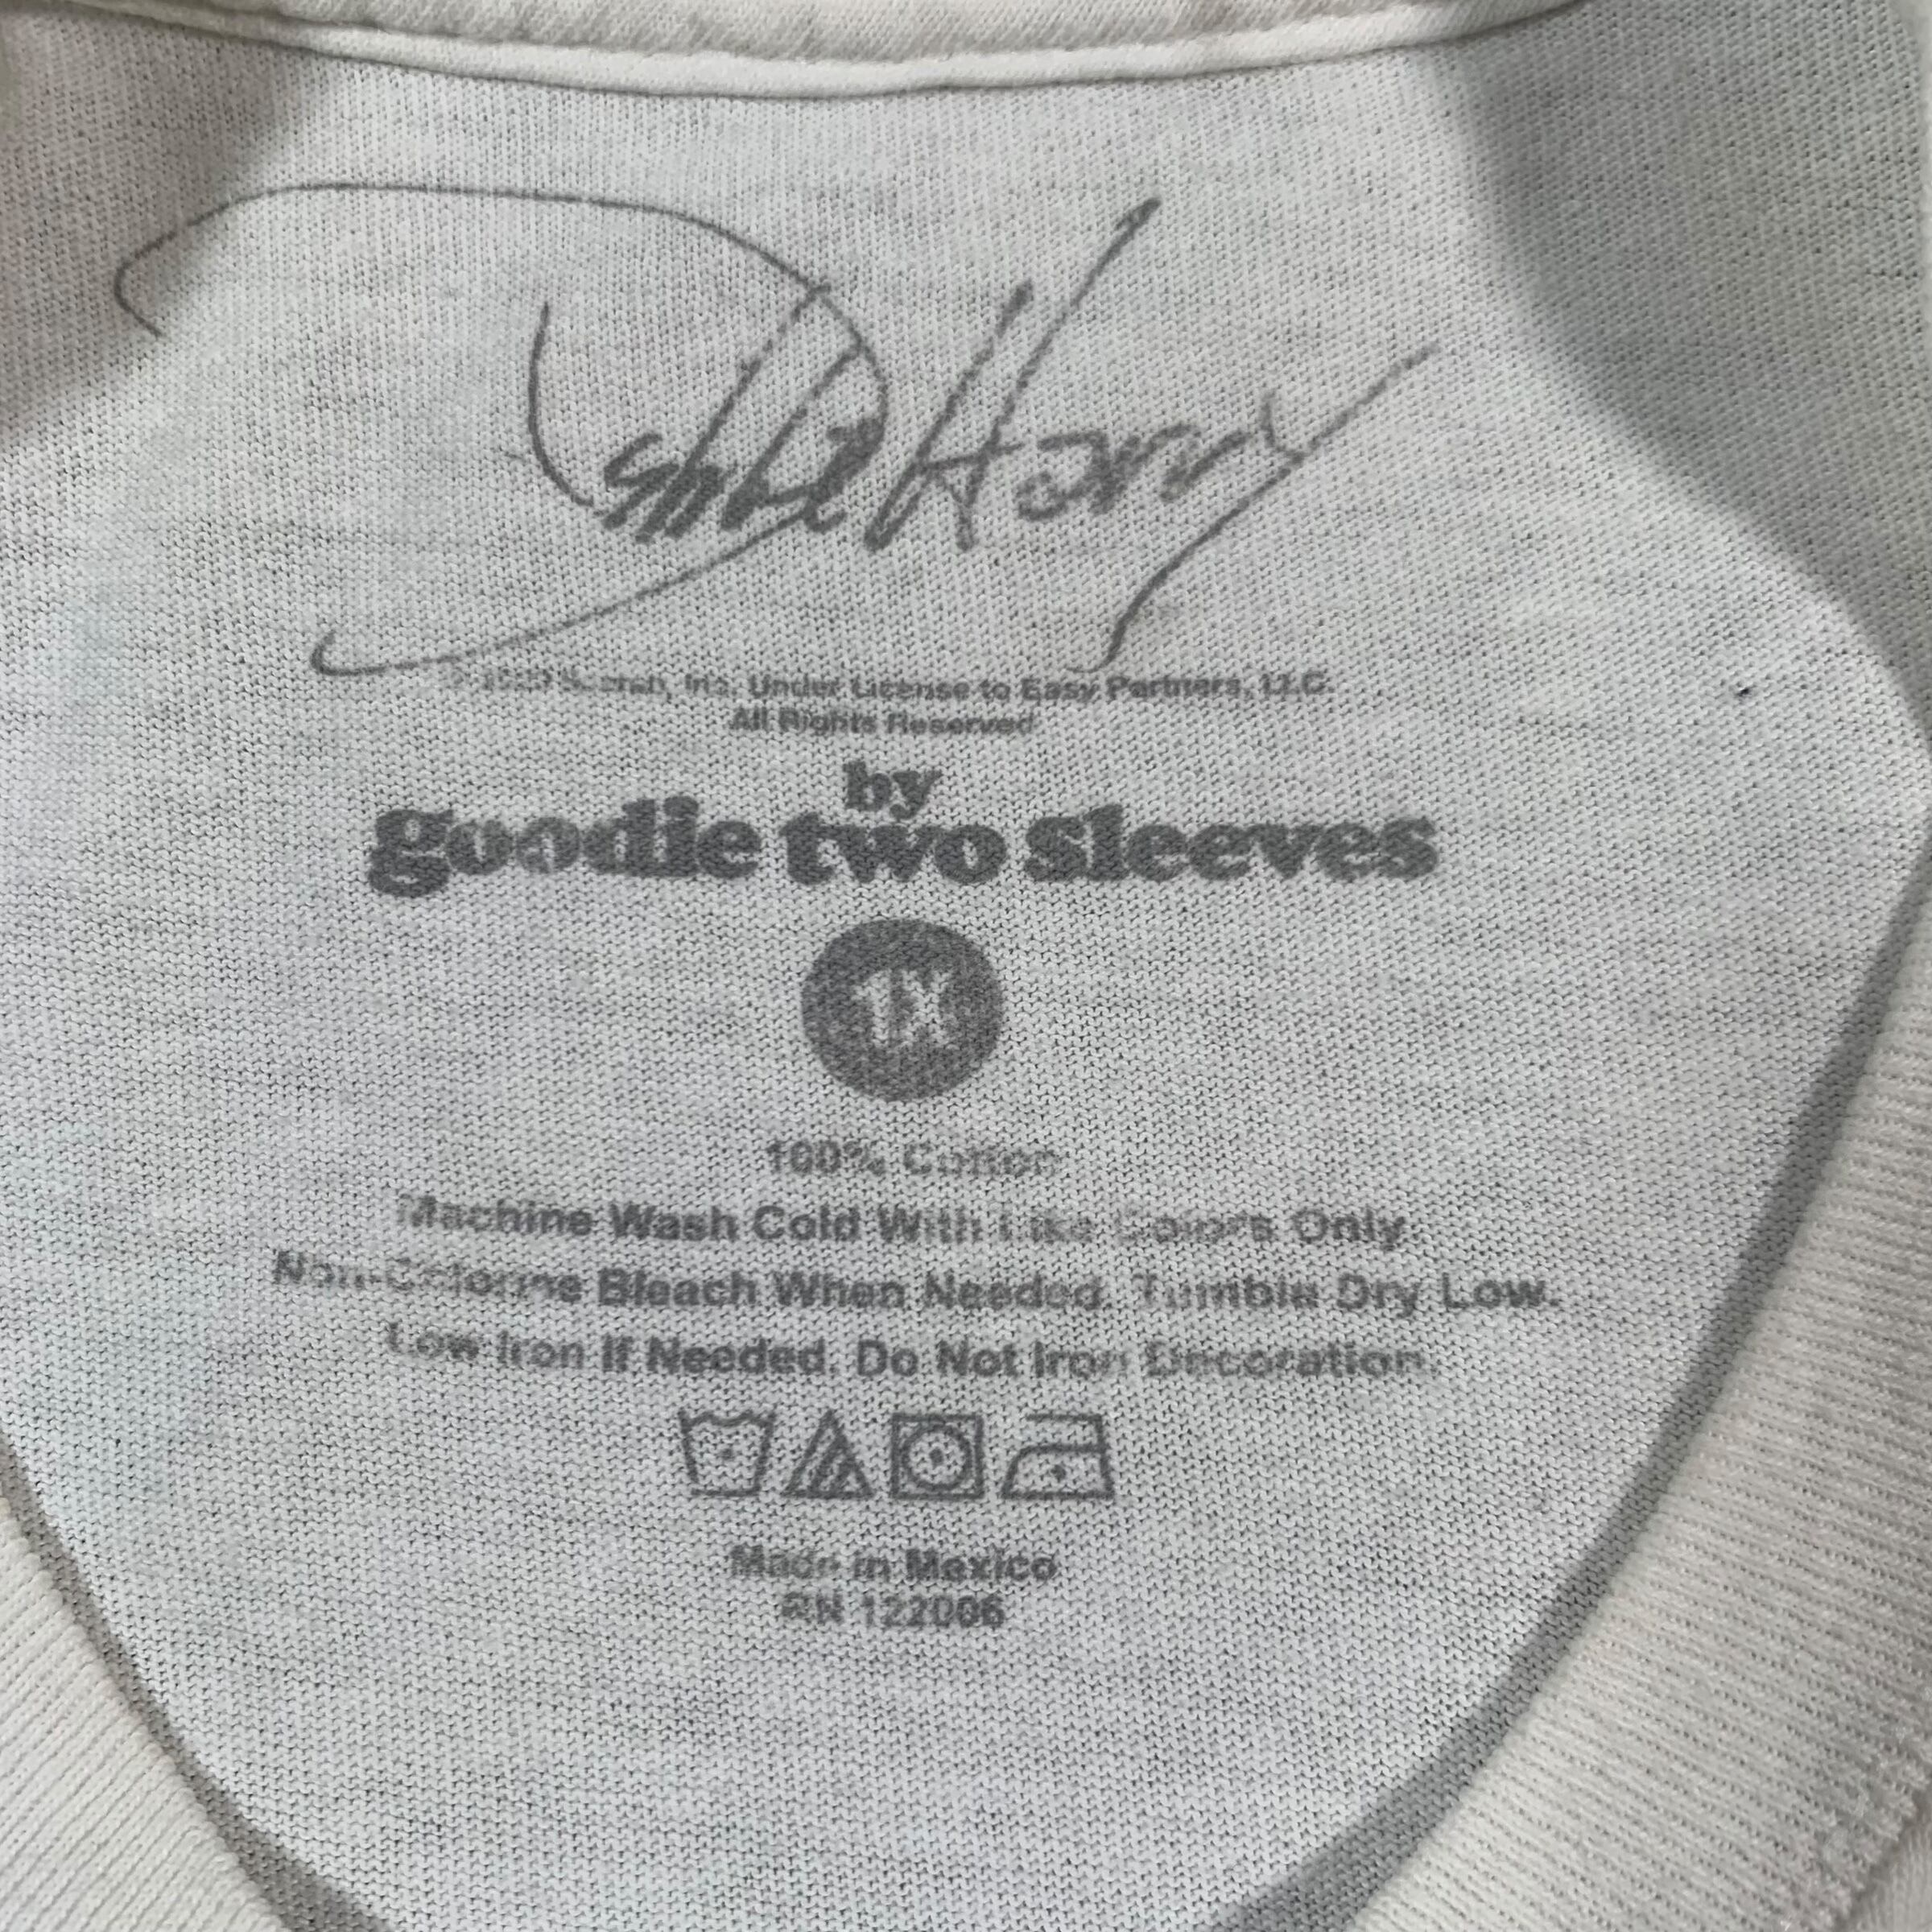 Debbie Harry
Inc. Under License to Easy Partners, LLC.
All Rights Reserved
by
goodie two sleeves
1X
100% Cotton
Machine Wash Cold With Like Colors Only.
Non-Chlorine Bleach When Needed. Tumble Dry Low.
Low Iron If Needed. Do Not Iron Decoration.
Made in Mexico
RN 122006